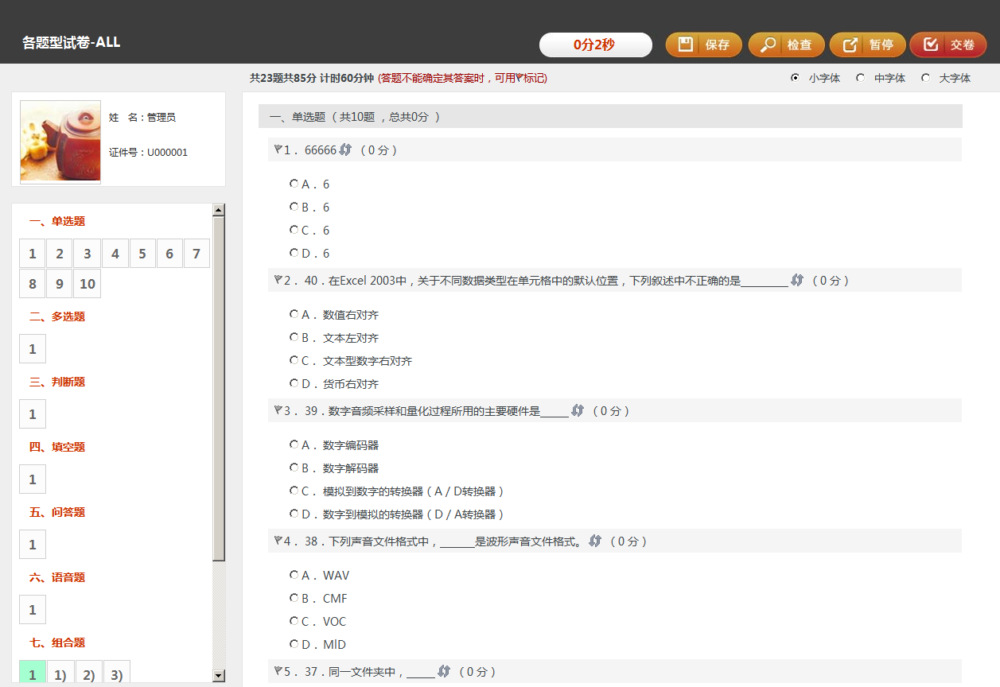 各题型试卷-ALL
0分2秒
保存
检查
暂停
交卷
共23题共85分 计时60分钟 (答题不能确定其答案时，可用标记)
小字体 中字体 大字体
姓 名：管理员
证件号：U000001
一、单选题
1 2 3 4 5 6 7
8 9 10
二、多选题
1
三、判断题
1
四、填空题
1
五、问答题
1
六、语音题
1
七、组合题
1 1) 2) 3)
一、单选题（ 共10题 ，总共0分 ）
1． 66666 （ 0 分 ）
A． 6
B． 6
C． 6
D． 6
2． 40．在Excel 2003中，关于不同数据类型在单元格中的默认位置，下列叙述中不正确的是________ （ 0 分 ）
A． 数值右对齐
B． 文本左对齐
C． 文本型数字右对齐
D． 货币右对齐
3． 39．数字音频采样和量化过程所用的主要硬件是_____ （ 0 分 ）
A． 数字编码器
B． 数字解码器
C． 模拟到数字的转换器（ A / D转换器 ）
D． 数字到模拟的转换器（ D / A转换器 ）
4． 38．下列声音文件格式中，______是波形声音文件格式。 （ 0 分 ）
A． WAV
B． CMF
C． VOC
D． MlD
5． 37．同一文件夹中，_____ （ 0 分 ）